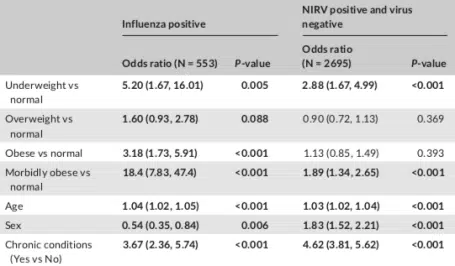 Influenza positive
NIRV positive and virus negative
Odds ratio (N = 553) P-value Odds ratio (N = 2695) P-value
Underweight vs normal 5.20 (1.67, 16.01) 0.005 2.88 (1.67, 4.99) <0.001
Overweight vs normal 1.60 (0.93, 2.78) 0.088 0.90 (0.72, 1.13) 0.369
Obese vs normal 3.18 (1.73, 5.91) <0.001 1.13 (0.85, 1.49) 0.393
Morbidly obese vs normal 18.4 (7.83, 47.4) <0.001 1.89 (1.34, 2.65) <0.001
Age 1.04 (1.02, 1.05) <0.001 1.03 (1.02, 1.04) <0.001
Sex 0.54 (0.35, 0.84) 0.006 1.83 (1.52, 2.21) <0.001
Chronic conditions (Yes vs No) 3.67 (2.36, 5.74) <0.001 4.62 (3.81, 5.62) <0.001